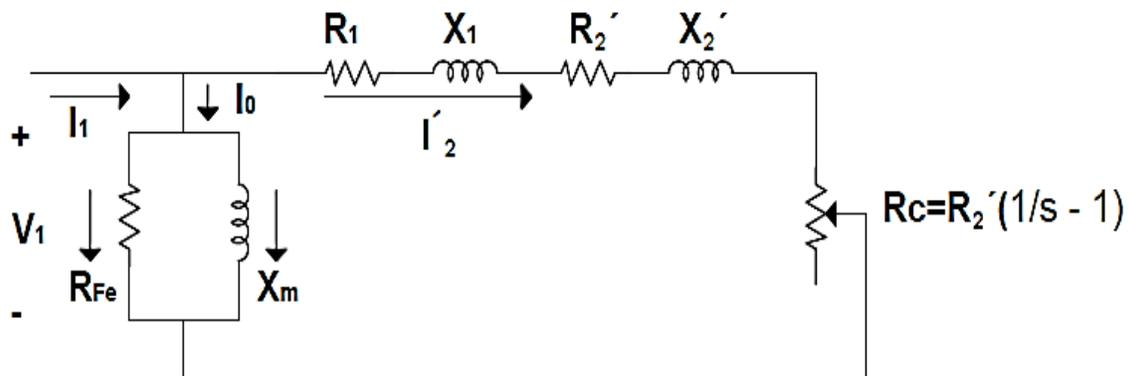 R₁
X₁
R₂´
X₂´
I₁
I₀
I´₂
+
V₁
-
RFe
Xm
Rc=R₂´(1/s - 1)